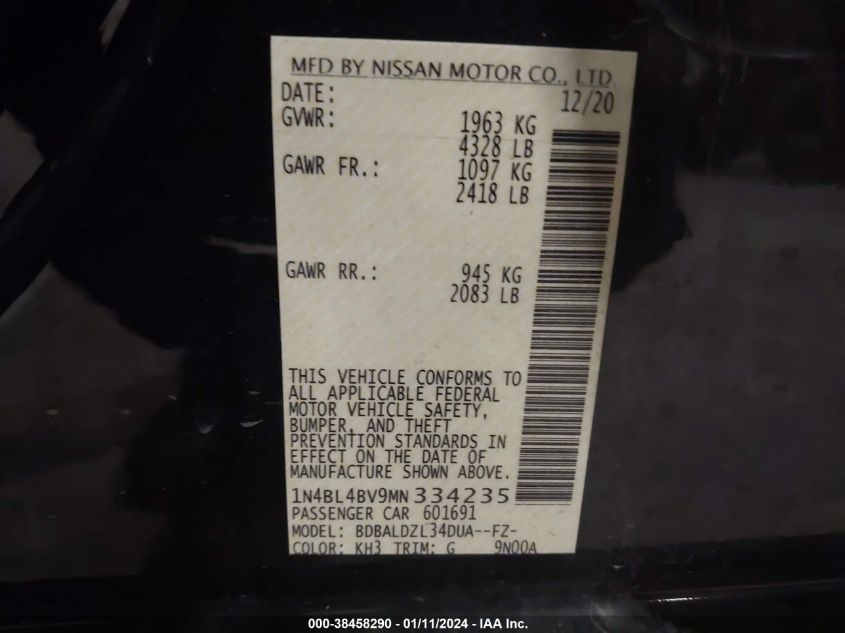 MFD BY NISSAN MOTOR CO., LTD.
DATE: 12/20
GVWR: 1963 KG
4328 LB
GAWR FR.: 1097 KG
2418 LB
GAWR RR.: 945 KG
2083 LB
THIS VEHICLE CONFORMS TO
ALL APPLICABLE FEDERAL
MOTOR VEHICLE SAFETY,
BUMPER, AND THEFT
PREVENTION STANDARDS IN
EFFECT ON THE DATE OF
MANUFACTURE SHOWN ABOVE.
1N4BL4BV9MN334235
PASSENGER CAR 601691
MODEL: BDBALDZL34DUA--FZ-
COLOR: KH3 TRIM: G 9N00A
000-38458290 - 01/11/2024 - IAA Inc.